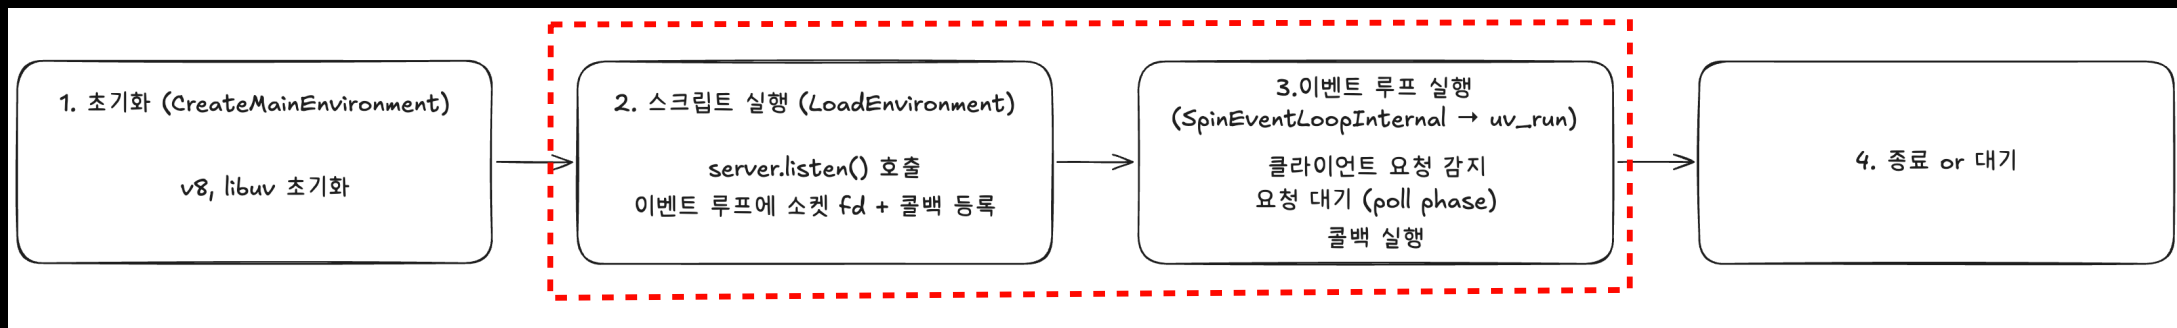 1. 초기화 (CreateMainEnvironment)
v8, libuv 초기화
2. 스크립트 실행 (LoadEnvironment)
server.listen() 호출
이벤트 루프에 소켓 fd + 콜백 등록
3.이벤트 루프 실행
(SpinEventLoopInternal → uv_run)
클라이언트 요청 감지
요청 대기 (poll phase)
콜백 실행
4. 종료 or 대기